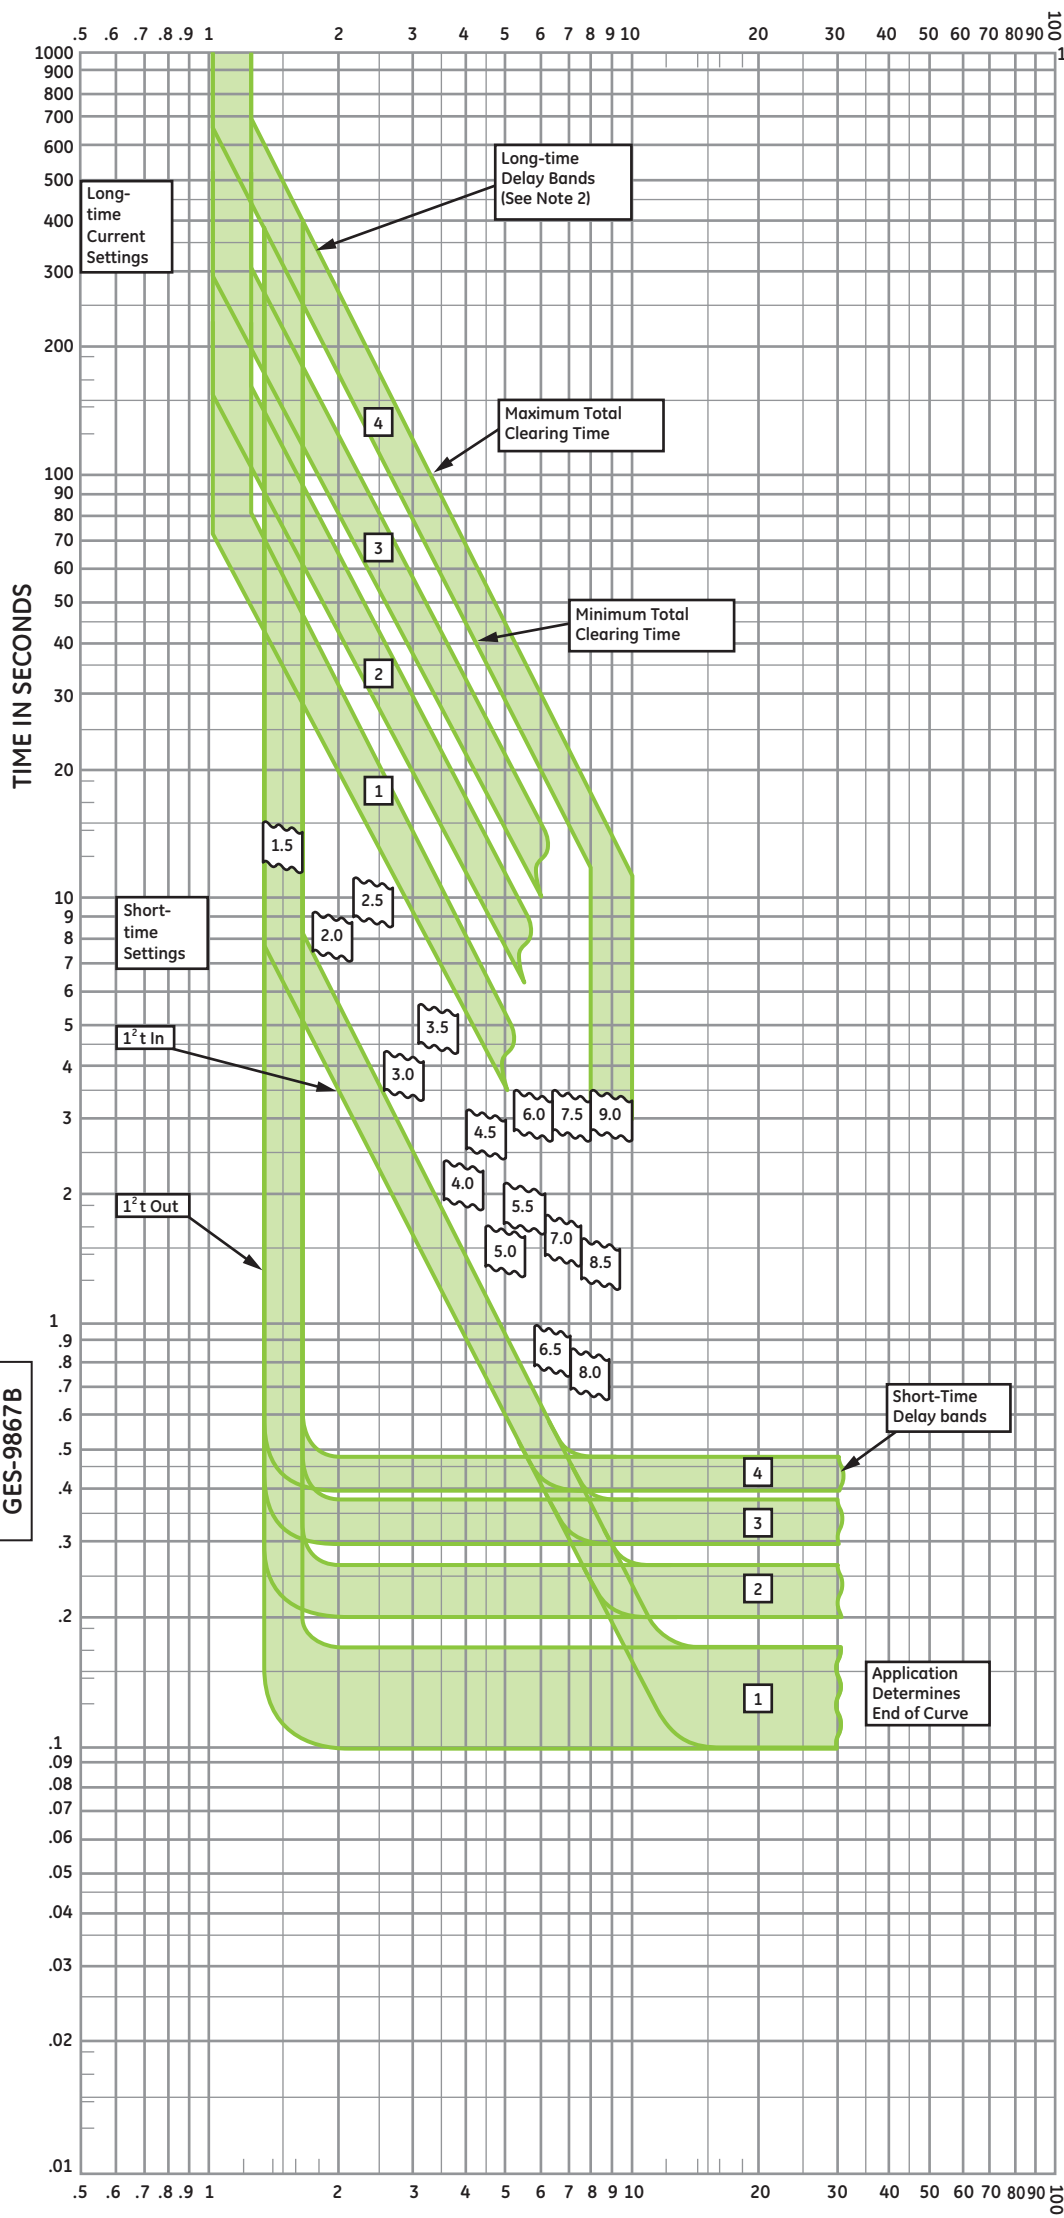 .5 .6 .7 .8 .9 1 2 3 4 5 6 7 8 9 10 20 30 40 50 60 70 80 90 100
1
1000
900
800
700
600
500
400
300
200
100
90
80
70
60
50
40
30
20
10
9
8
7
6
5
4
3
2
1
.9
.8
.7
.6
.5
.4
.3
.2
.1
.09
.08
.07
.06
.05
.04
.03
.02
.01
TIME IN SECONDS
GES-9867B
Long-time
Delay Bands
(See Note 2)
Long-
time
Current
Settings
4
Maximum Total
Clearing Time
3
Minimum Total
Clearing Time
2
1
1.5
2.5
2.0
Short-
time
Settings
3.5
1²t In
3.0
6.0 7.5 9.0
4.5
4.0
5.5
1²t Out
7.0
5.0
8.5
6.5
8.0
Short-Time
Delay bands
4
3
2
1
Application
Determines
End of Curve
.5 .6 .7 .8 .9 1 2 3 4 5 6 7 8 9 10 20 30 40 50 60 70 80 90 100